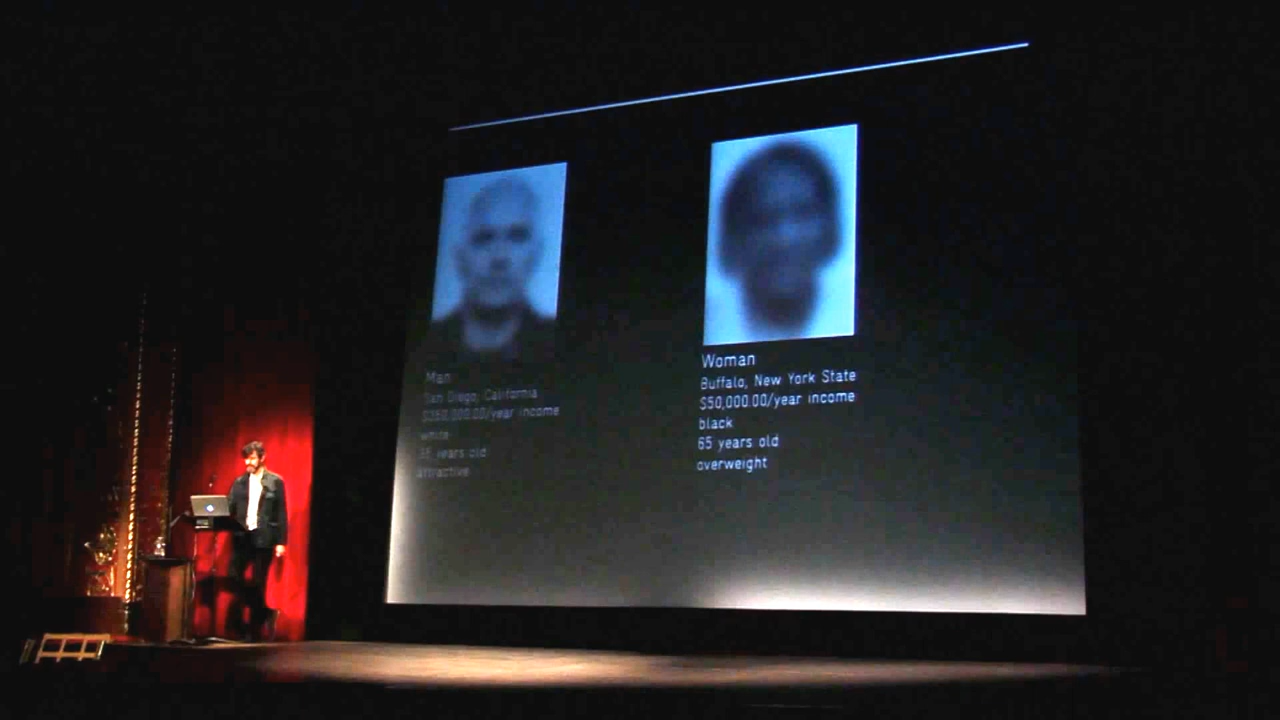 Man
San Diego, California
$350,000.00/year income
white
years old
attractive
Woman
Buffalo, New York State
$50,000.00/year income
black
65 years old
overweight